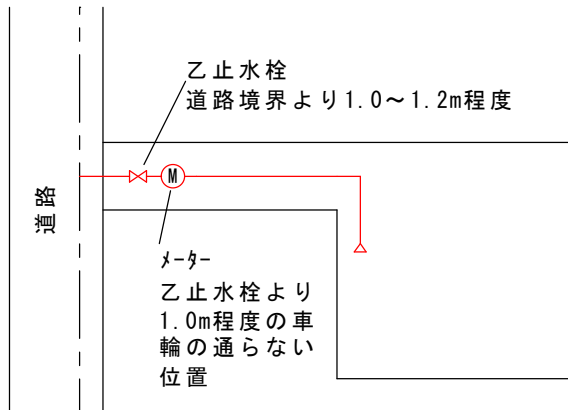 乙止水栓
道路境界より1.0～1.2m程度
M
道路
ﾒｰﾀｰ
乙止水栓より
1.0m程度の車
輪の通らない
位置